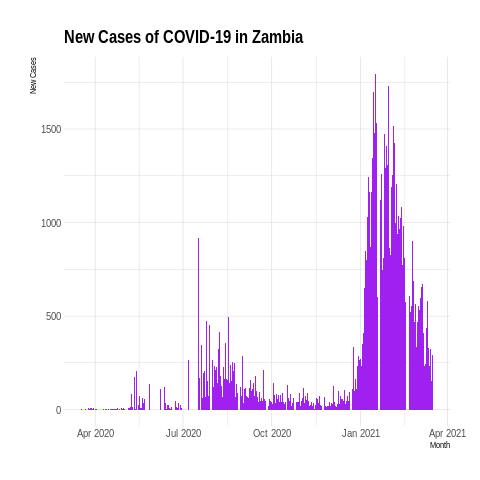 New Cases of COVID-19 in Zambia
New Cases
1500
1000
500
0
Apr 2020 Jul 2020 Oct 2020 Jan 2021 Apr 2021
Month